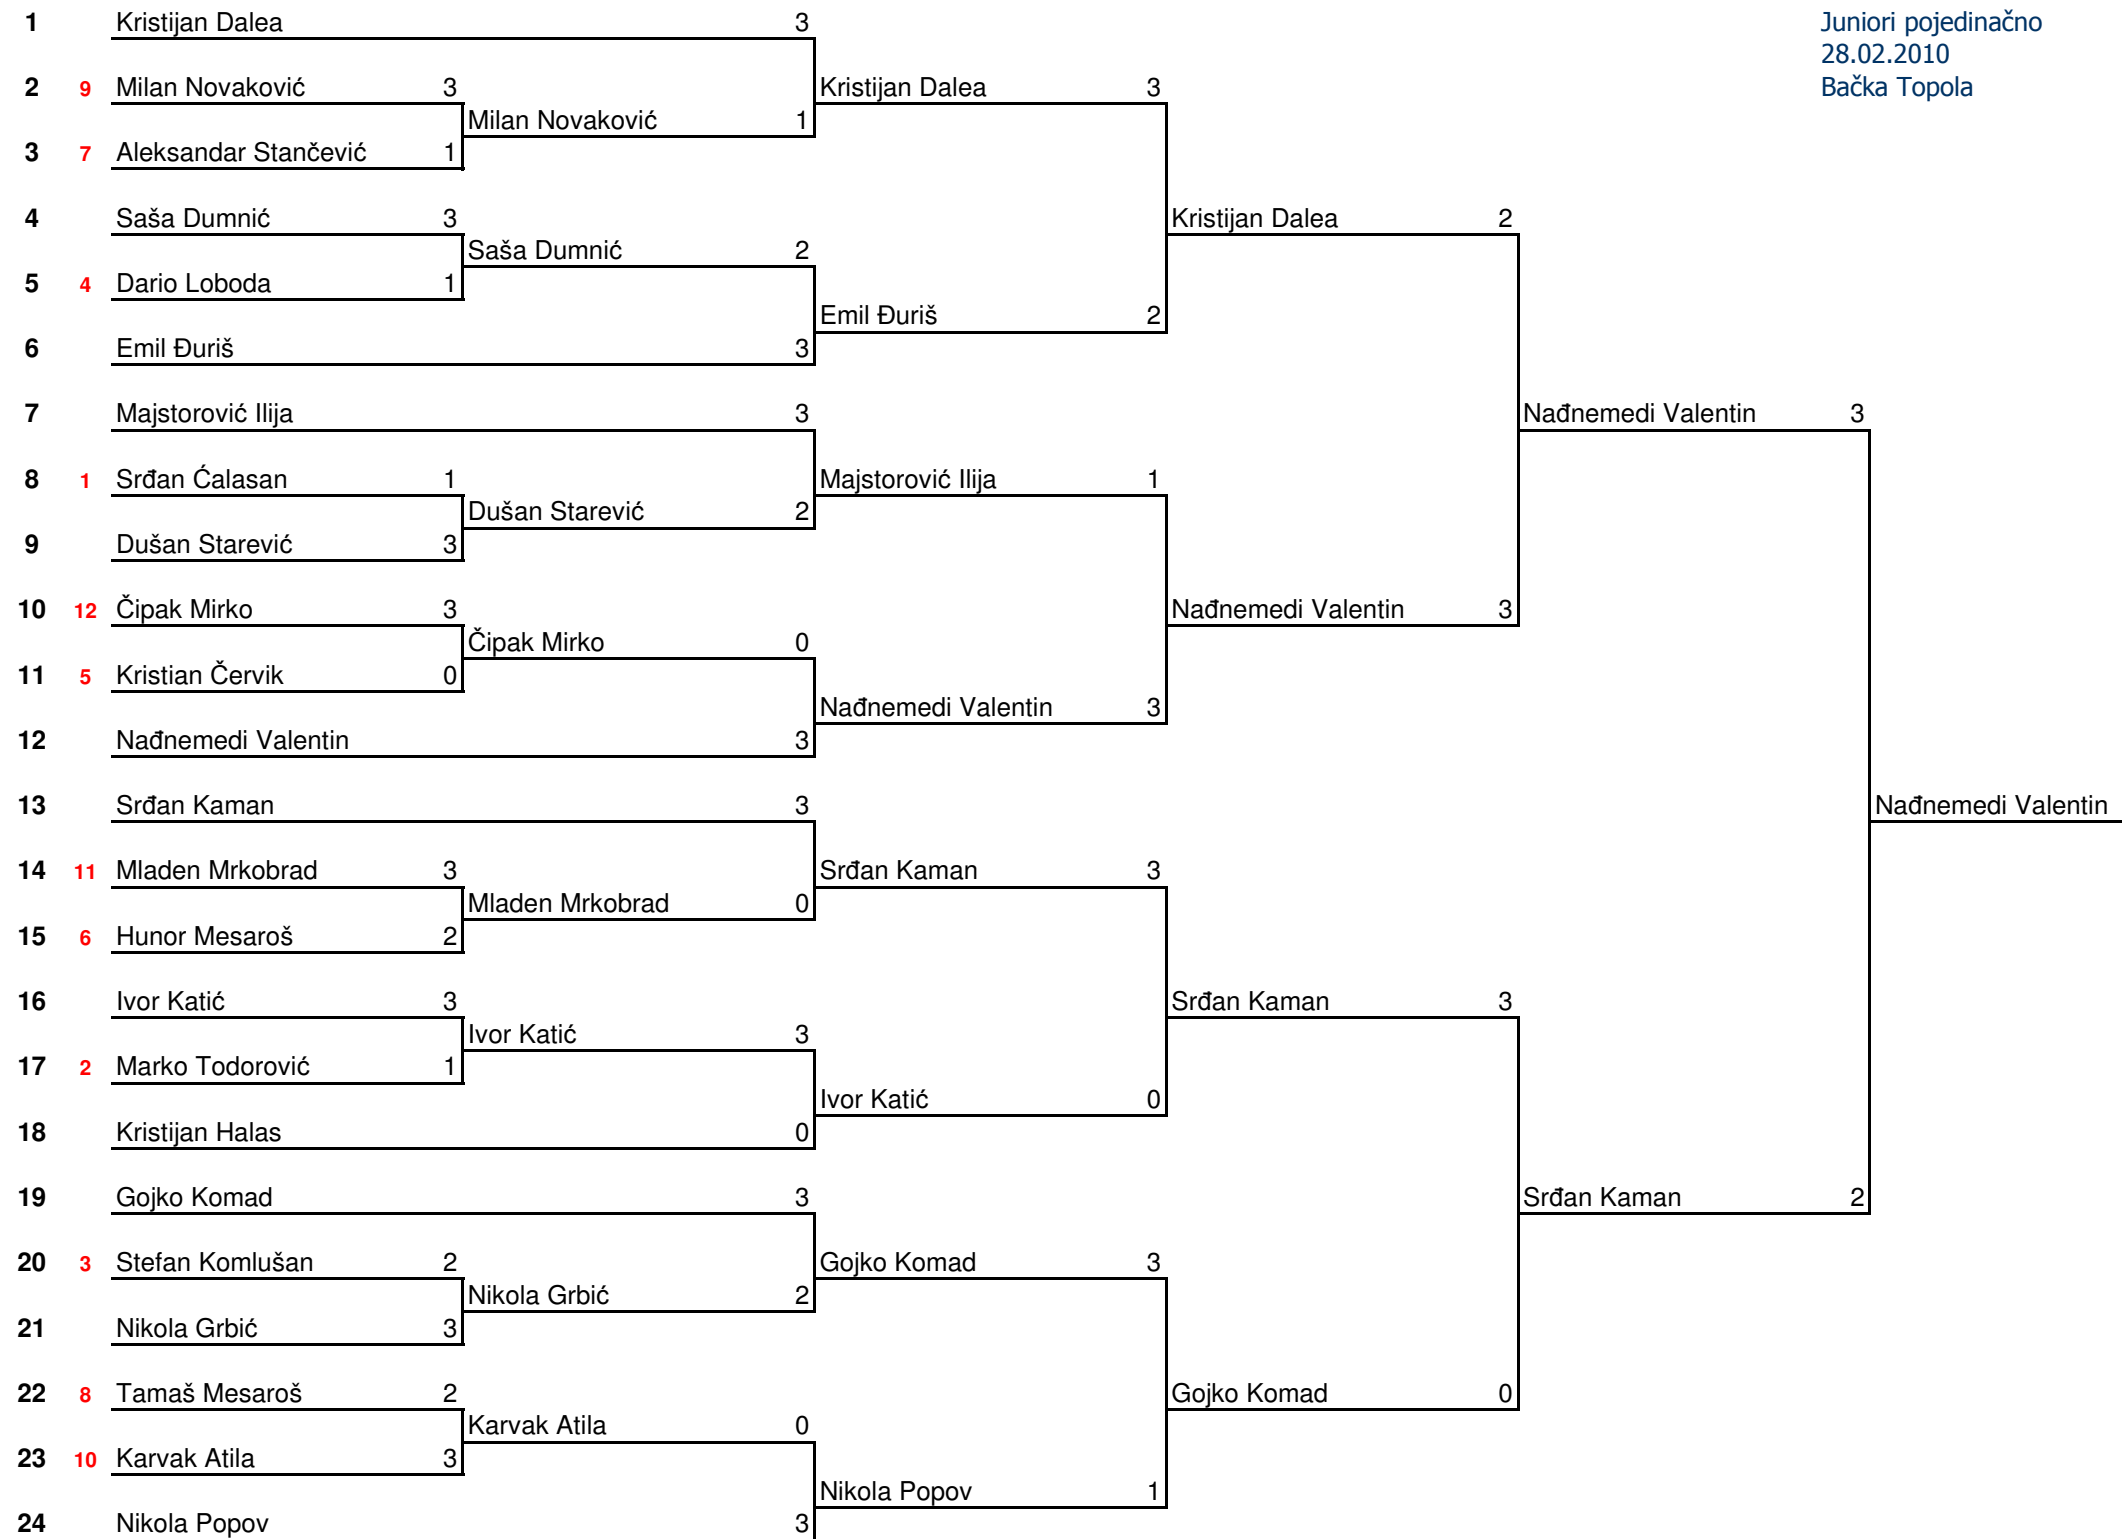 1 Kristijan Dalea 3 Juniori pojedinačno
28.02.2010
2 9 Milan Novaković 3 Kristijan Dalea 3 Bačka Topola
Milan Novaković 1
3 7 Aleksandar Stančević 1
4 Saša Dumnić 3 Kristijan Dalea 2
Saša Dumnić 2
5 4 Dario Loboda 1
Emil Đuriš 2
6 Emil Đuriš 3
7 Majstorović Ilija 3 Nađnemedi Valentin 3
8 1 Srđan Ćalasan 1 Majstorović Ilija 1
Dušan Starević 2
9 Dušan Starević 3
10 12 Čipak Mirko 3 Nađnemedi Valentin 3
Čipak Mirko 0
11 5 Kristian Červik 0
Nađnemedi Valentin 3
12 Nađnemedi Valentin 3
13 Srđan Kaman 3 Nađnemedi Valentin
14 11 Mladen Mrkobrad 3 Srđan Kaman 3
Mladen Mrkobrad 0
15 6 Hunor Mesaroš 2
16 Ivor Katić 3 Srđan Kaman 3
Ivor Katić 3
17 2 Marko Todorović 1
Ivor Katić 0
18 Kristijan Halas 0
19 Gojko Komad 3 Srđan Kaman 2
20 3 Stefan Komlušan 2 Gojko Komad 3
Nikola Grbić 2
21 Nikola Grbić 3
22 8 Tamaš Mesaroš 2 Gojko Komad 0
Karvak Atila 0
23 10 Karvak Atila 3
Nikola Popov 1
24 Nikola Popov 3